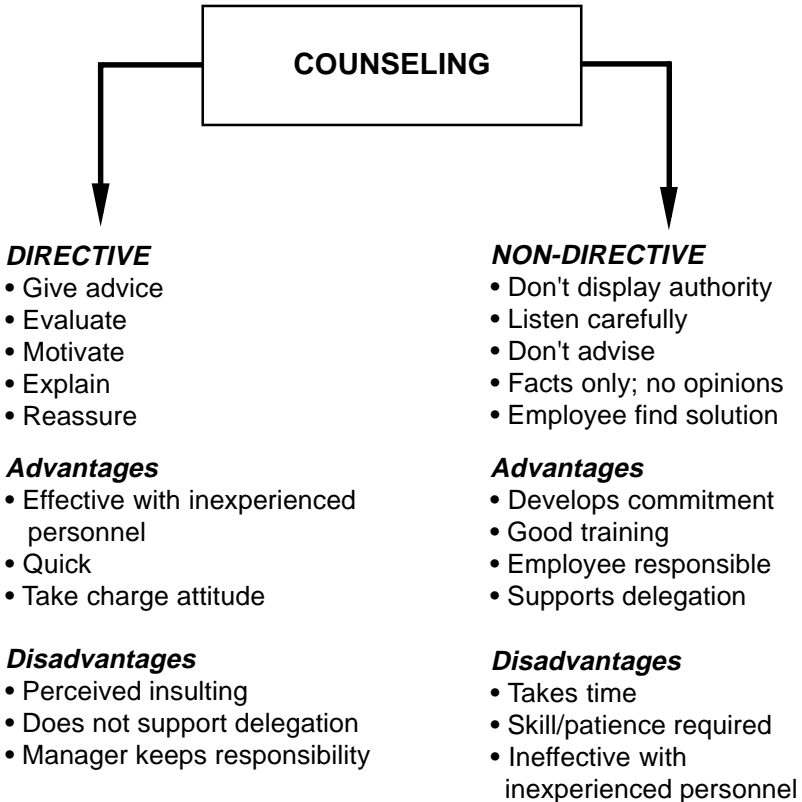 COUNSELING
DIRECTIVE
• Give advice
• Evaluate
• Motivate
• Explain
• Reassure
Advantages
• Effective with inexperienced
personnel
• Quick
• Take charge attitude
Disadvantages
• Perceived insulting
• Does not support delegation
• Manager keeps responsibility
NON-DIRECTIVE
• Don't display authority
• Listen carefully
• Don't advise
• Facts only; no opinions
• Employee find solution
Advantages
• Develops commitment
• Good training
• Employee responsible
• Supports delegation
Disadvantages
• Takes time
• Skill/patience required
• Ineffective with
inexperienced personnel